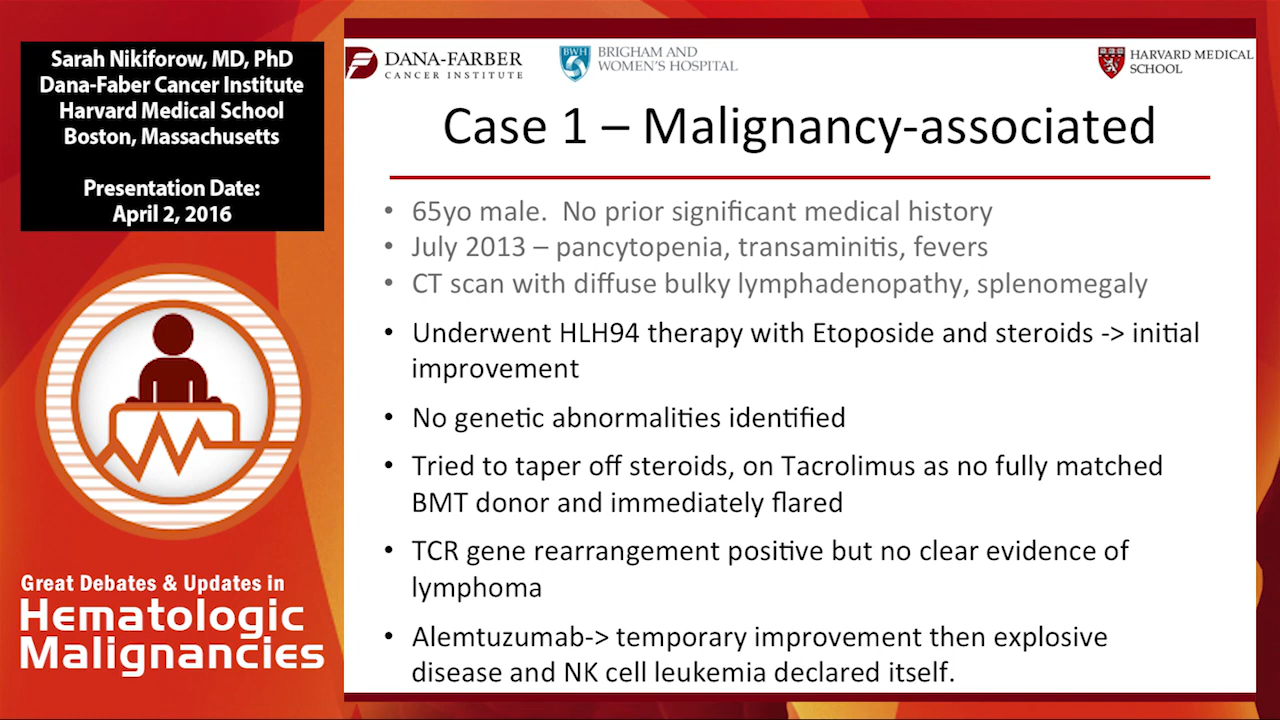 Sarah Nikiforow, MD, PhD
Dana-Faber Cancer Institute
Harvard Medical School
Boston, Massachusetts
Presentation Date:
April 2, 2016
Great Debates & Updates in
Hematologic
Malignancies
DANA-FARBER
CANCER INSTITUTE
BWH
BRIGHAM AND
WOMEN'S HOSPITAL
HARVARD MEDICAL
SCHOOL
Case 1 – Malignancy-associated
• 65yo male. No prior significant medical history
• July 2013 – pancytopenia, transaminitis, fevers
• CT scan with diffuse bulky lymphadenopathy, splenomegaly
• Underwent HLH94 therapy with Etoposide and steroids -> initial
improvement
• No genetic abnormalities identified
• Tried to taper off steroids, on Tacrolimus as no fully matched
BMT donor and immediately flared
• TCR gene rearrangement positive but no clear evidence of
lymphoma
• Alemtuzumab-> temporary improvement then explosive
disease and NK cell leukemia declared itself.